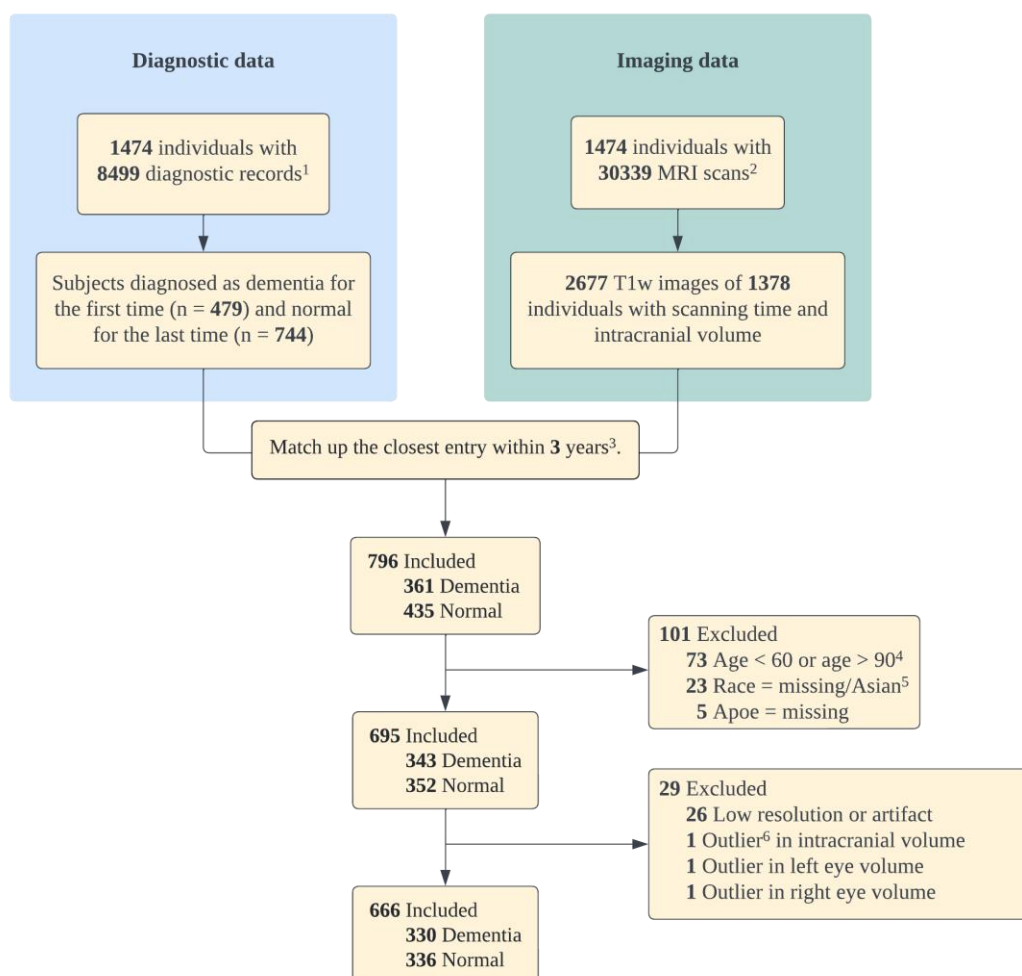 Diagnostic data
1474 individuals with
8499 diagnostic records¹
Subjects diagnosed as dementia for
the first time (n = 479) and normal
for the last time (n = 744)
Imaging data
1474 individuals with
30339 MRI scans²
2677 T1w images of 1378
individuals with scanning time and
intracranial volume
Match up the closest entry within 3 years³.
796 Included
361 Dementia
435 Normal
101 Excluded
73 Age < 60 or age > 90⁴
23 Race = missing/Asian⁵
5 Apoe = missing
695 Included
343 Dementia
352 Normal
29 Excluded
26 Low resolution or artifact
1 Outlier⁶ in intracranial volume
1 Outlier in left eye volume
1 Outlier in right eye volume
666 Included
330 Dementia
336 Normal